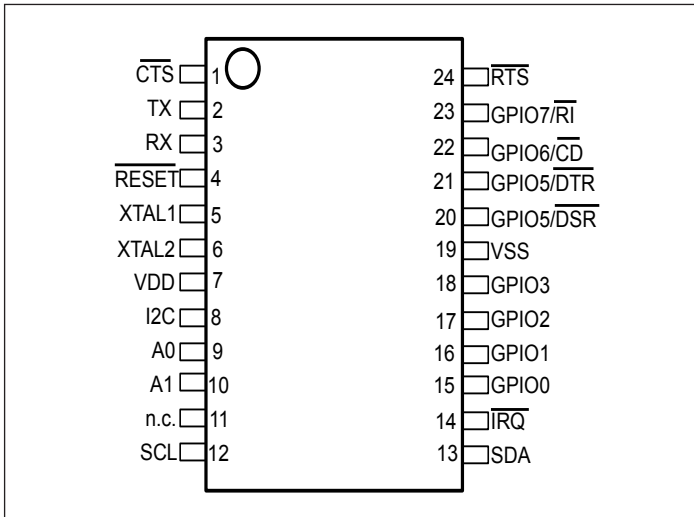 CTS 1
TX 2
RX 3
RESET 4
XTAL1 5
XTAL2 6
VDD 7
I2C 8
A0 9
A1 10
n.c. 11
SCL 12
24 RTS
23 GPIO7/RI
22 GPIO6/CD
21 GPIO5/DTR
20 GPIO5/DSR
19 VSS
18 GPIO3
17 GPIO2
16 GPIO1
15 GPIO0
14 IRQ
13 SDA